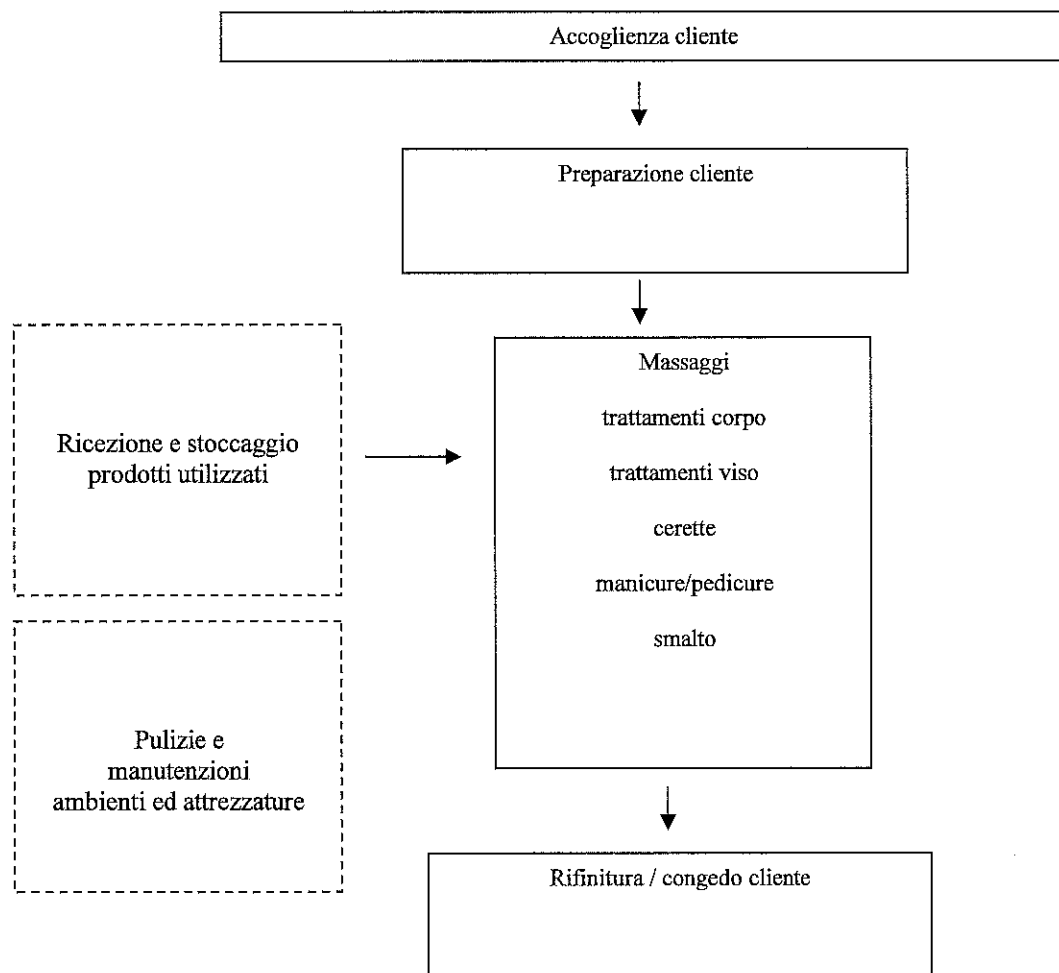 Accoglienza cliente
Preparazione cliente
Massaggi
trattamenti corpo
trattamenti viso
cerette
manicure/pedicure
smalto
Ricezione e stoccaggio
prodotti utilizzati
Pulizie e
manutenzioni
ambienti ed attrezzature
Rifinitura / congedo cliente